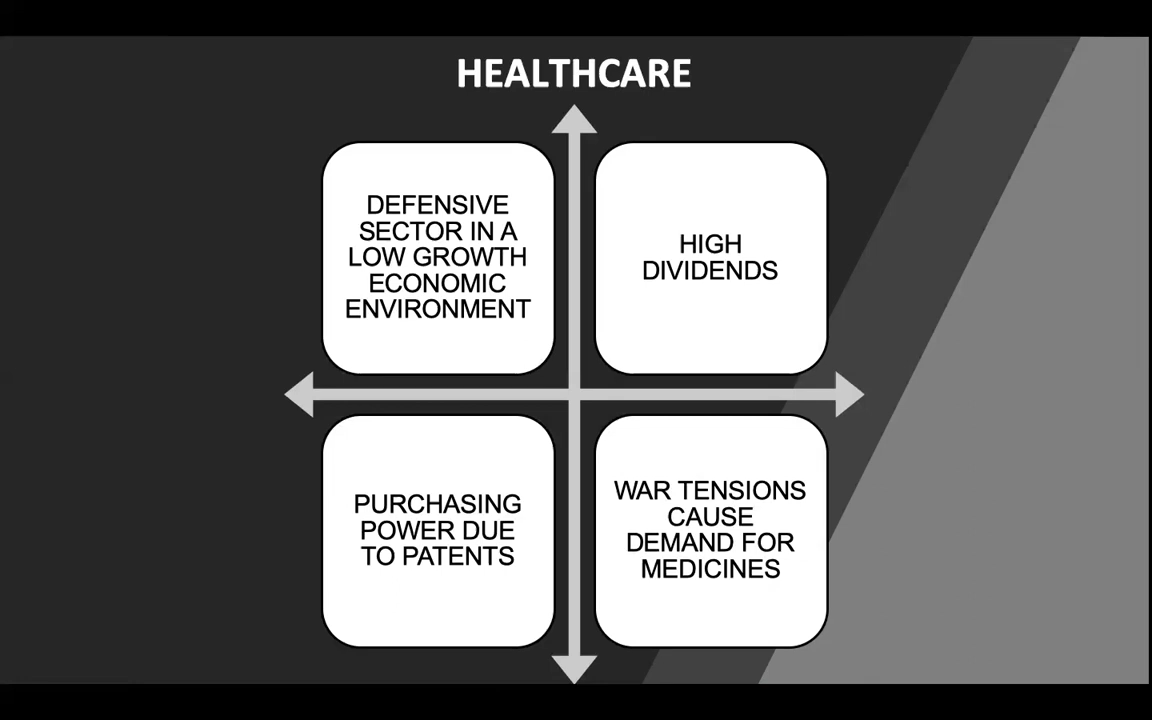 HEALTHCARE
DEFENSIVE
SECTOR IN A
LOW GROWTH
ECONOMIC
ENVIRONMENT
HIGH
DIVIDENDS
PURCHASING
POWER DUE
TO PATENTS
WAR TENSIONS
CAUSE
DEMAND FOR
MEDICINES